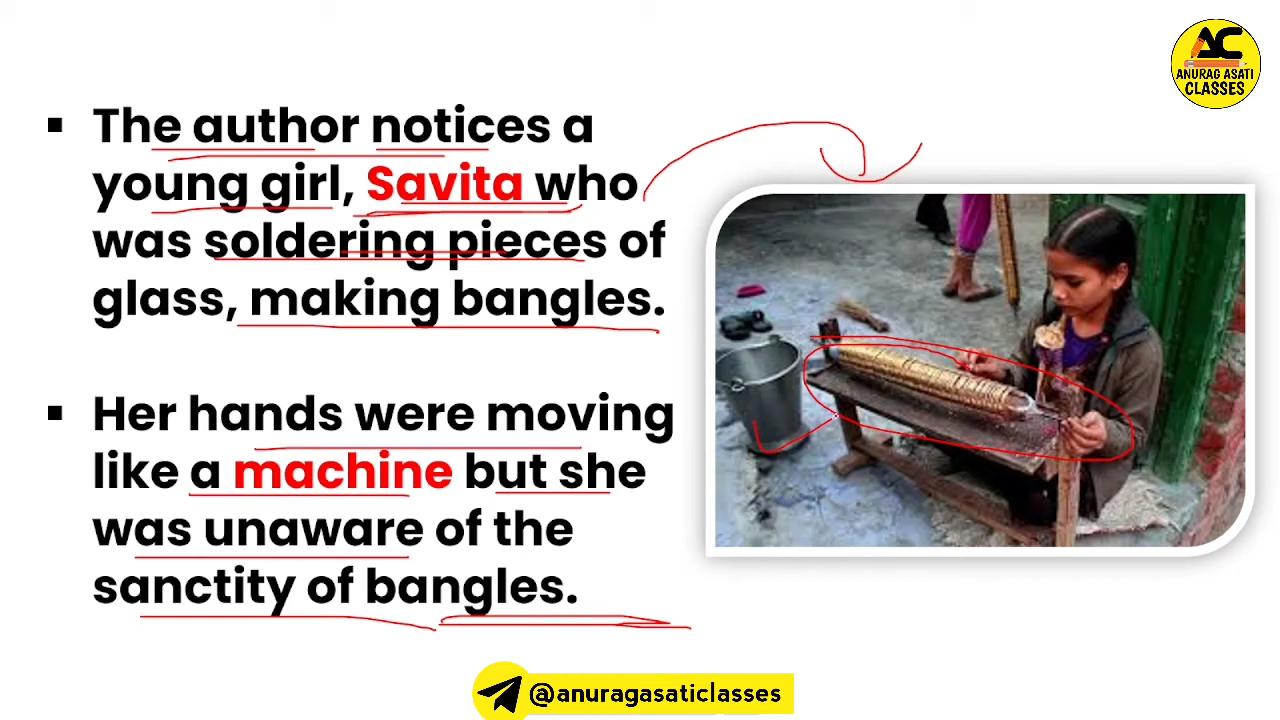 AC
ANURAG ASATI
CLASSES
▪ The author notices a
young girl, Savita who
was soldering pieces of
glass, making bangles.
▪ Her hands were moving
like a machine but she
was unaware of the
sanctity of bangles.
@anuragasaticlasses